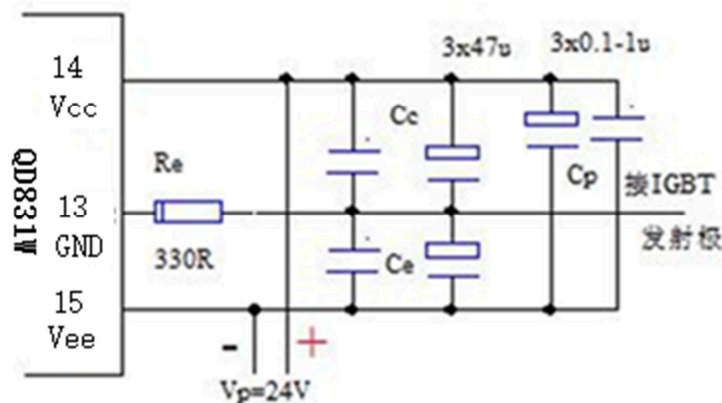 3x47u
3x0.1-1u
14
Vcc
Cc
QD831W
Re
Cp
接IGBT
13
GND
发射极
330R
Ce
15
Vee
-
+
Vp=24V